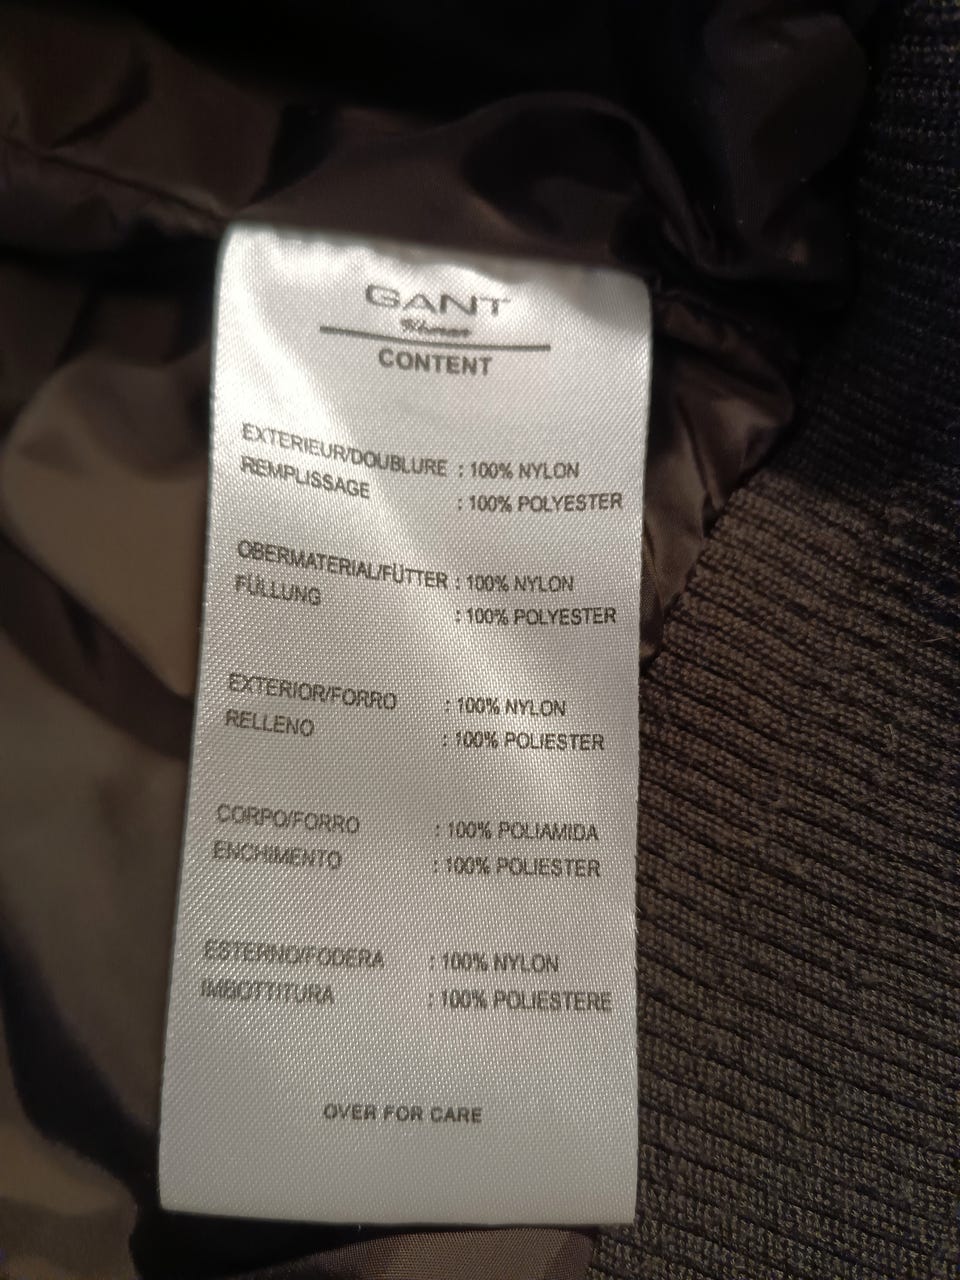 GANT
Woman
CONTENT
EXTERIEUR/DOUBLURE : 100% NYLON
REMPLISSAGE : 100% POLYESTER
OBERMATERIAL/FÜTTER : 100% NYLON
FÜLLUNG : 100% POLYESTER
EXTERIOR/FORRO : 100% NYLON
RELLENO : 100% POLIESTER
CORPO/FORRO : 100% POLIAMIDA
ENCHIMENTO : 100% POLIESTER
ESTERNO/FODERA : 100% NYLON
IMBOTTITURA : 100% POLIESTERE
OVER FOR CARE